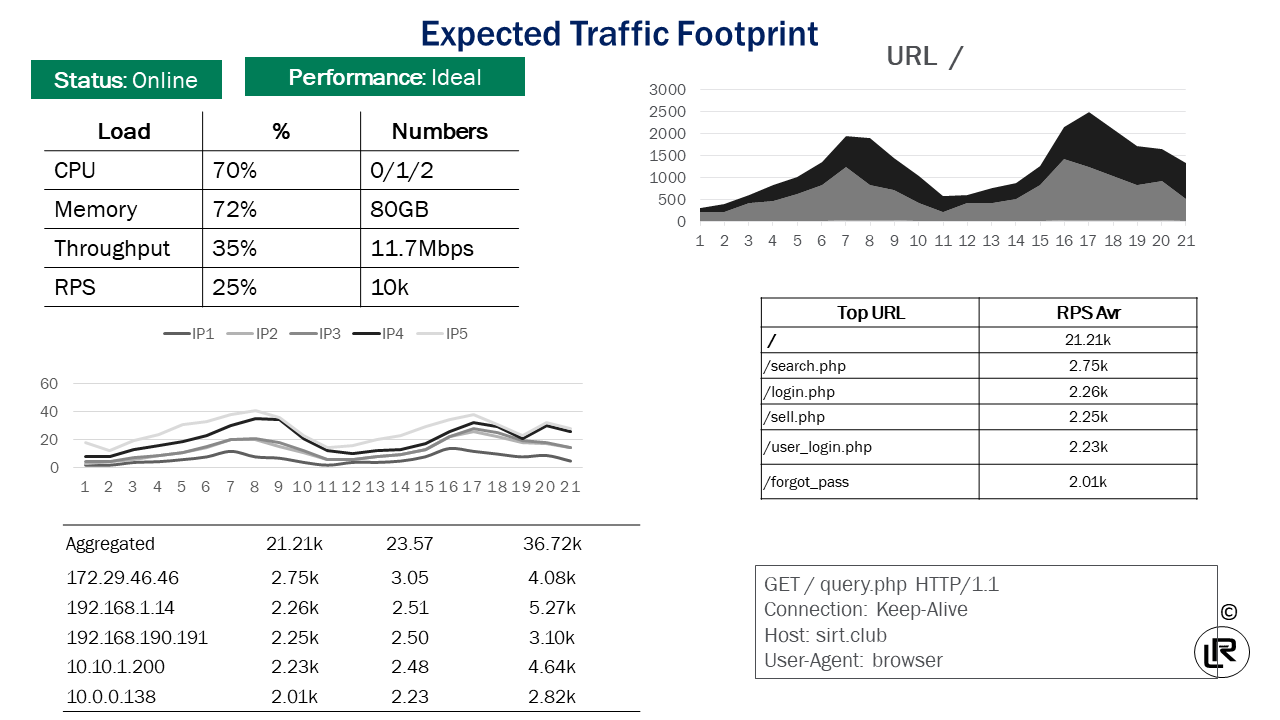 Expected Traffic Footprint
Status: Online
Performance: Ideal
Load % Numbers
CPU 70% 0/1/2
Memory 72% 80GB
Throughput 35% 11.7Mbps
RPS 25% 10k
IP1 IP2 IP3 IP4 IP5
60
40
20
0
1 2 3 4 5 6 7 8 9 10 11 12 13 14 15 16 17 18 19 20 21
Aggregated 21.21k 23.57 36.72k
172.29.46.46 2.75k 3.05 4.08k
192.168.1.14 2.26k 2.51 5.27k
192.168.190.191 2.25k 2.50 3.10k
10.10.1.200 2.23k 2.48 4.64k
10.0.0.138 2.01k 2.23 2.82k
URL /
3000
2500
2000
1500
1000
500
0
1 2 3 4 5 6 7 8 9 10 11 12 13 14 15 16 17 18 19 20 21
Top URL RPS Avr
/ 21.21k
/search.php 2.75k
/login.php 2.26k
/sell.php 2.25k
/user_login.php 2.23k
/forgot_pass 2.01k
GET / query.php HTTP/1.1
Connection: Keep-Alive
Host: sirt.club
User-Agent: browser
©
LR